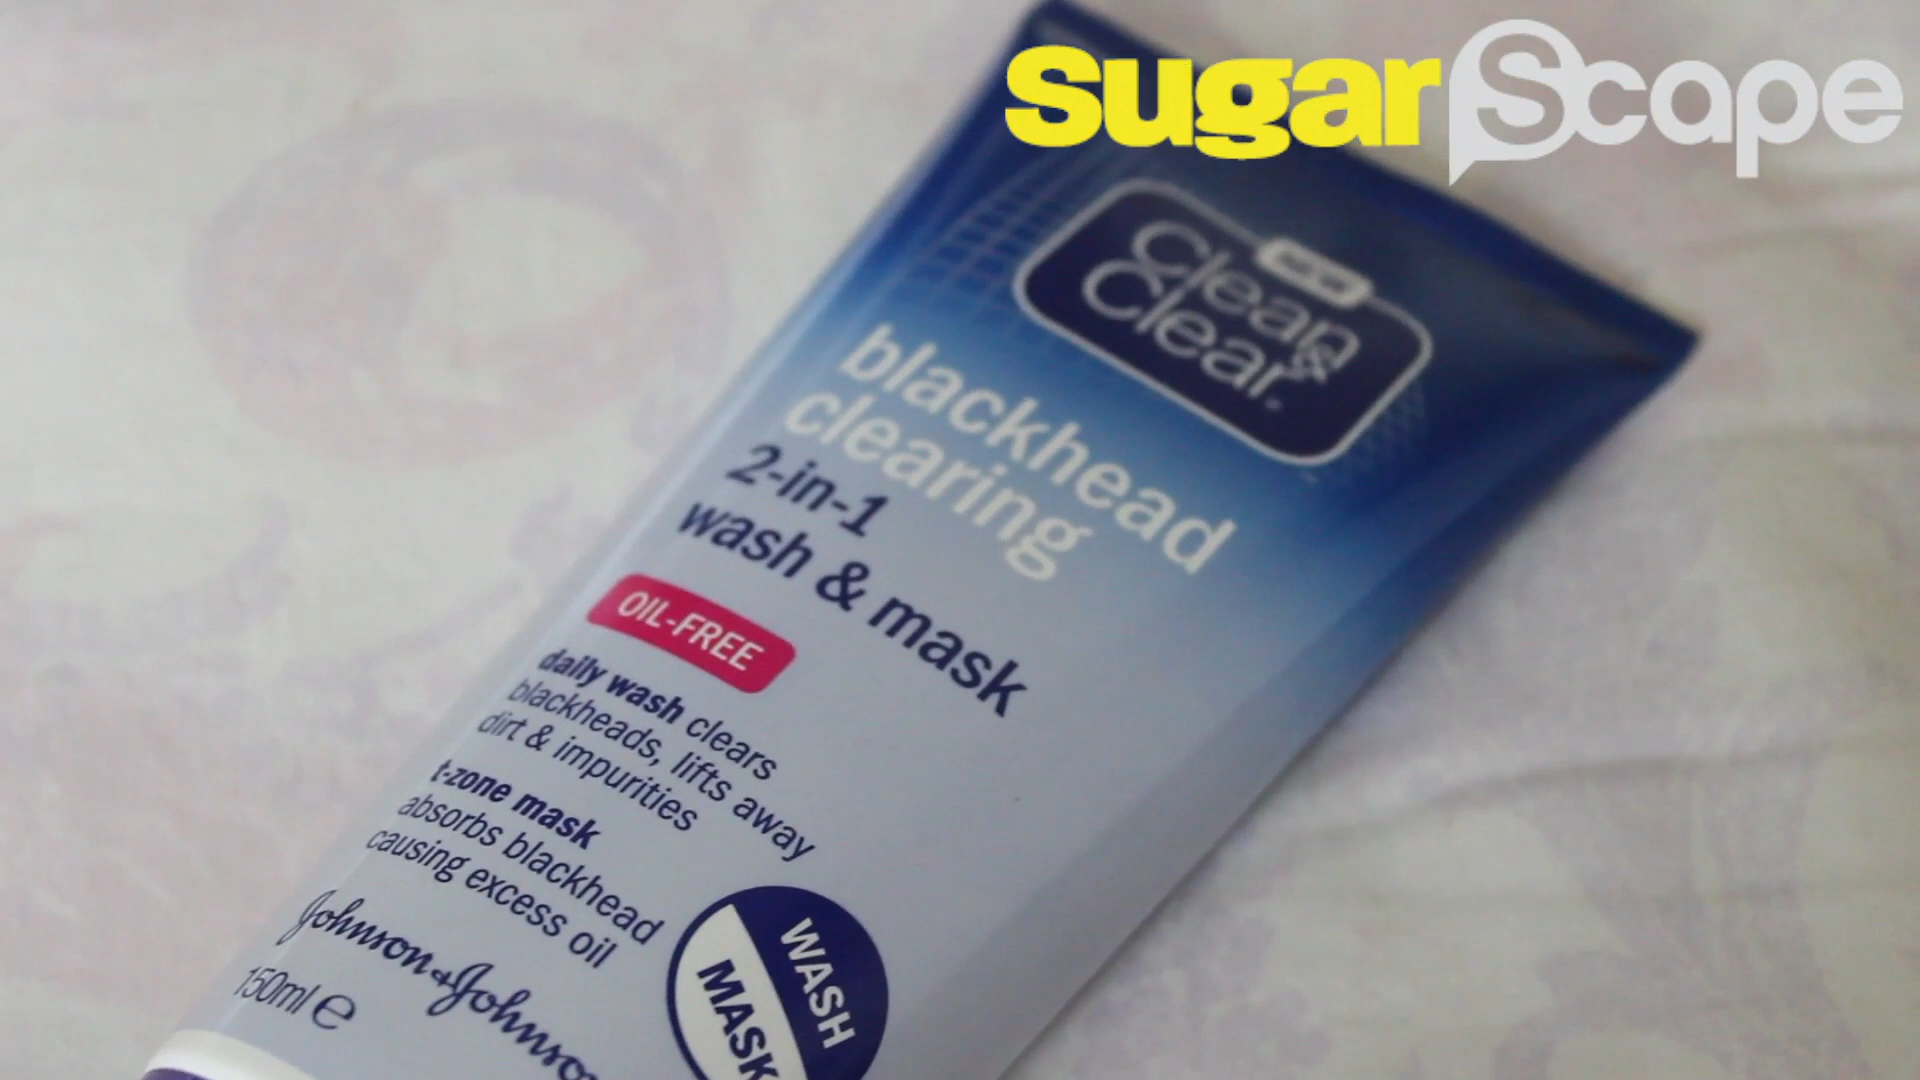 SugarScape
Clean &
Clear®
blackhead
clearing
2-in-1
wash & mask
OIL-FREE
daily wash clears
blackheads, lifts away
dirt & impurities
t-zone mask
absorbs blackhead
causing excess oil
Johnson & Johnson
150ml e
WASH
MASK